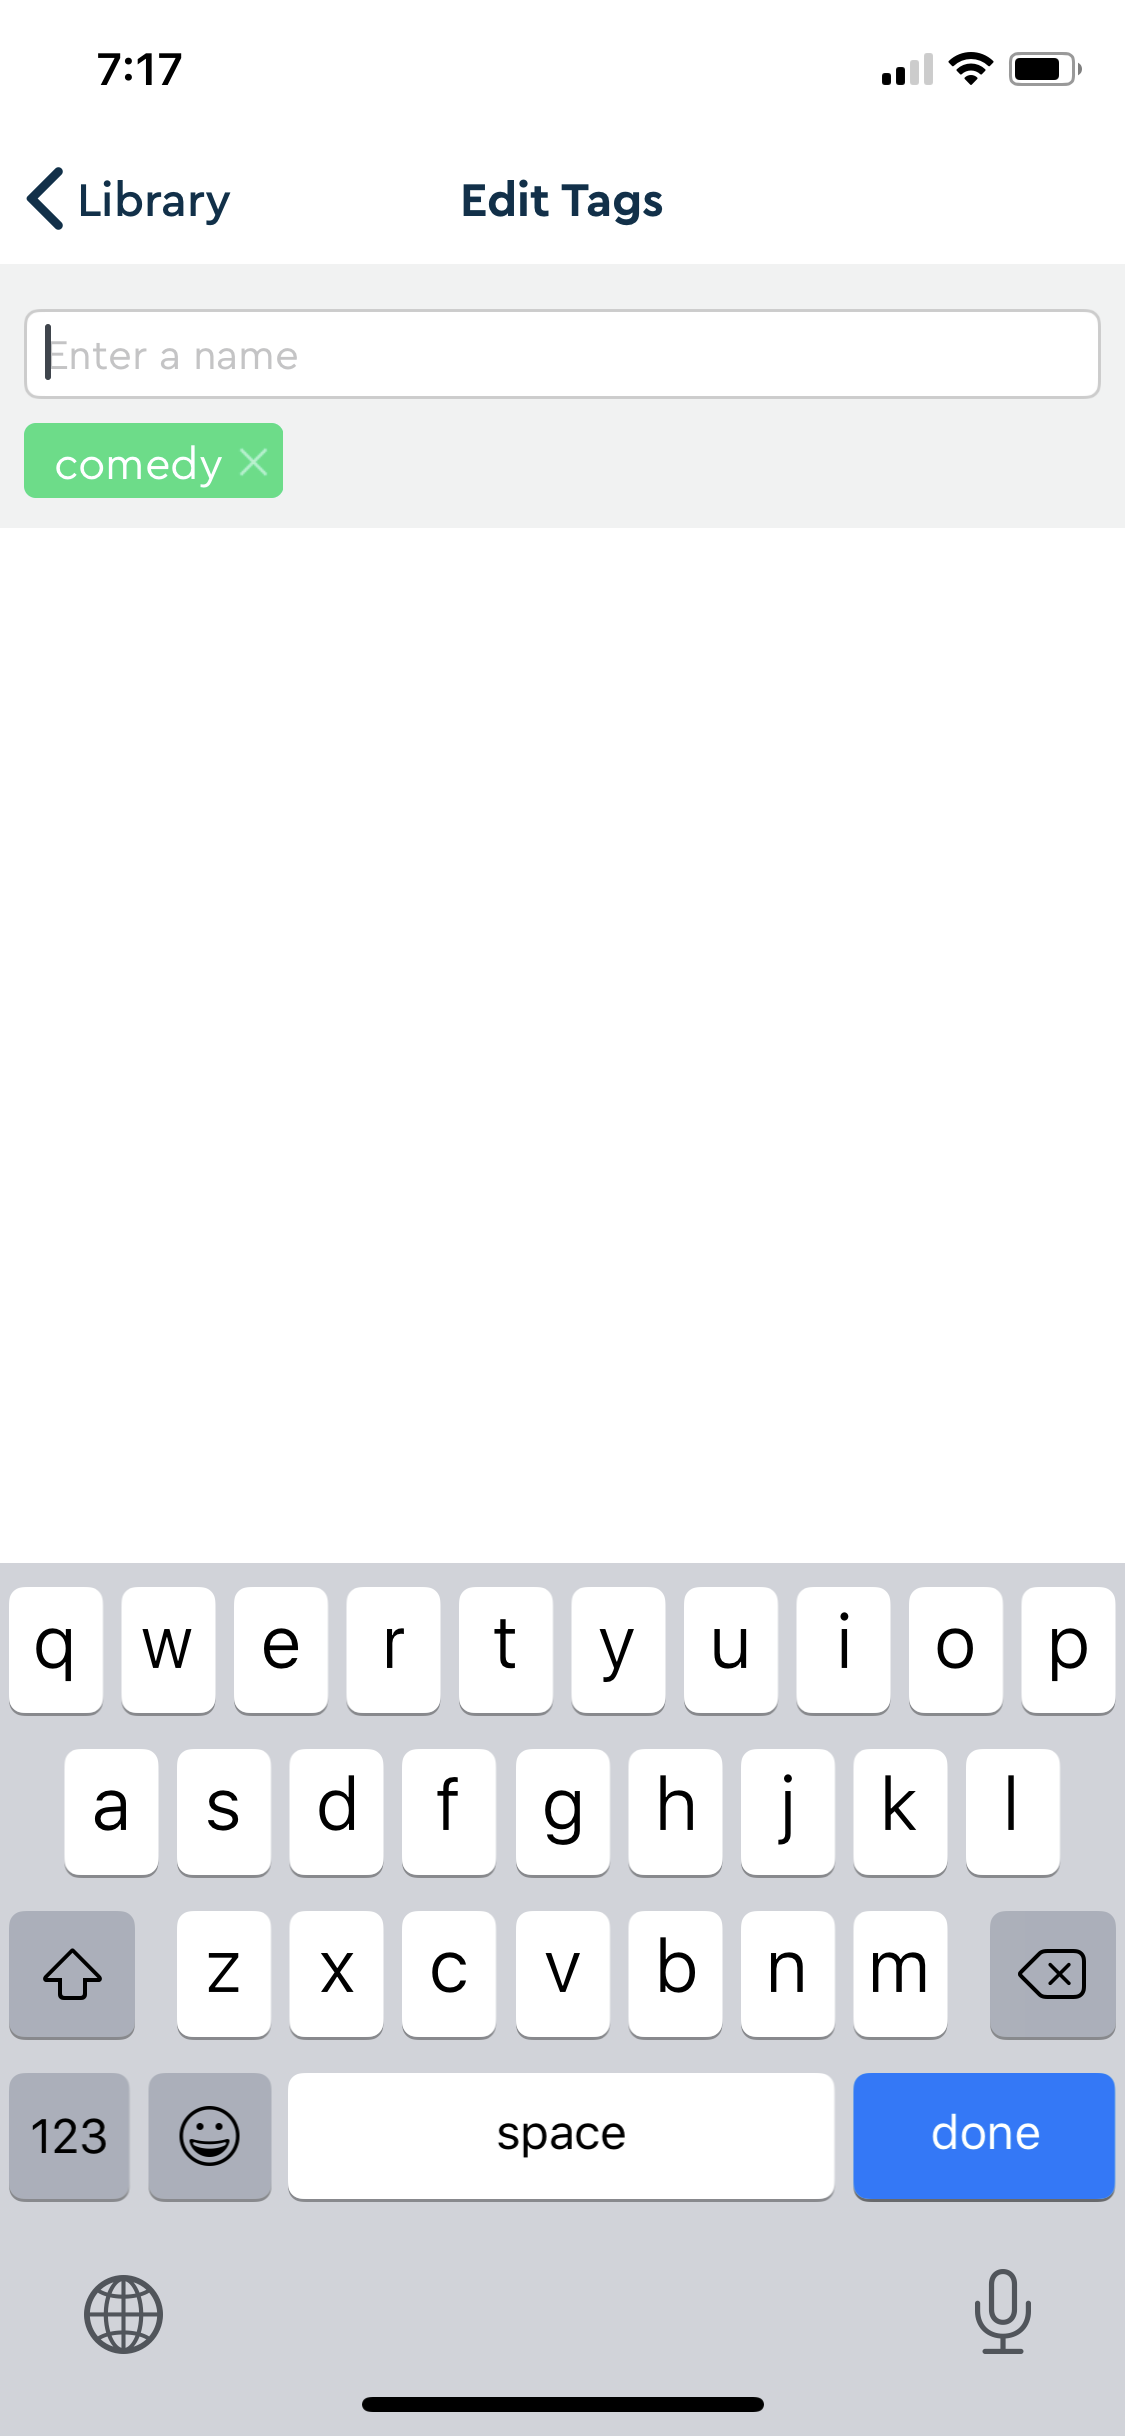 7:17
Library
Edit Tags
Enter a name
comedy
q w e r t y u i o p
a s d f g h j k l
z x c v b n m
123
space
done